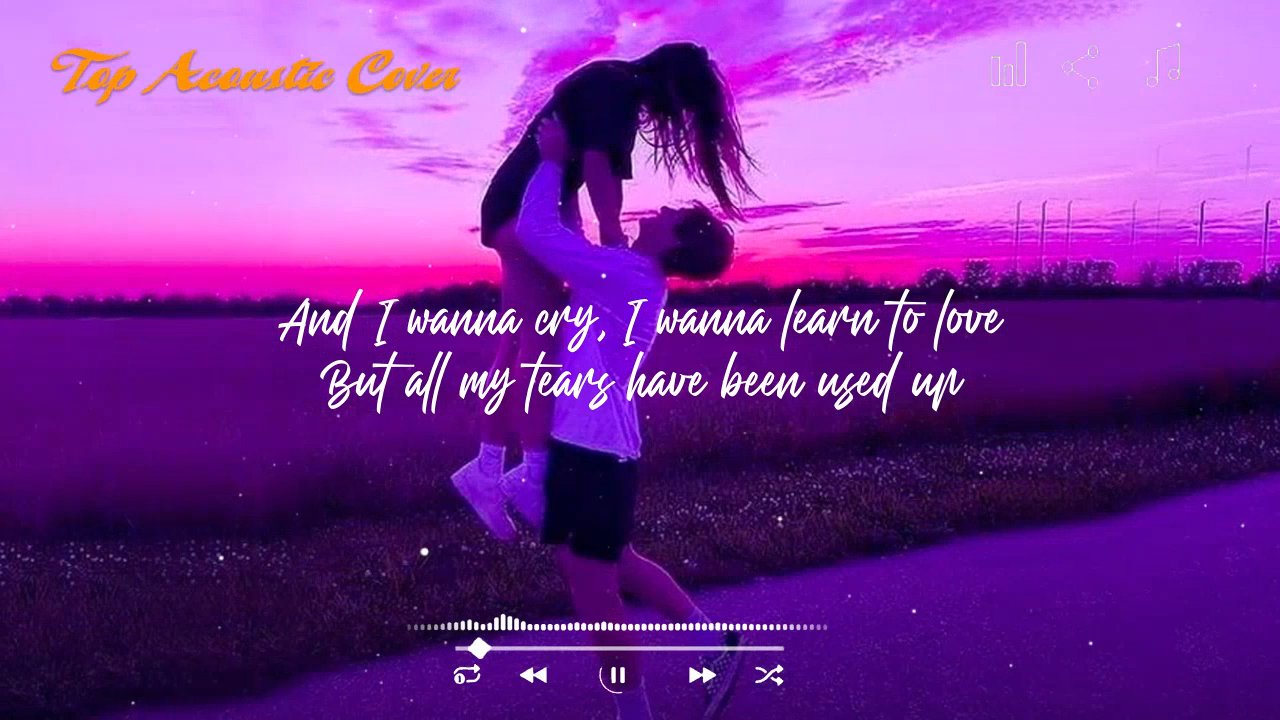 Top Acoustic Cover
And I wanna cry, I wanna learn to love
But all my tears have been used up